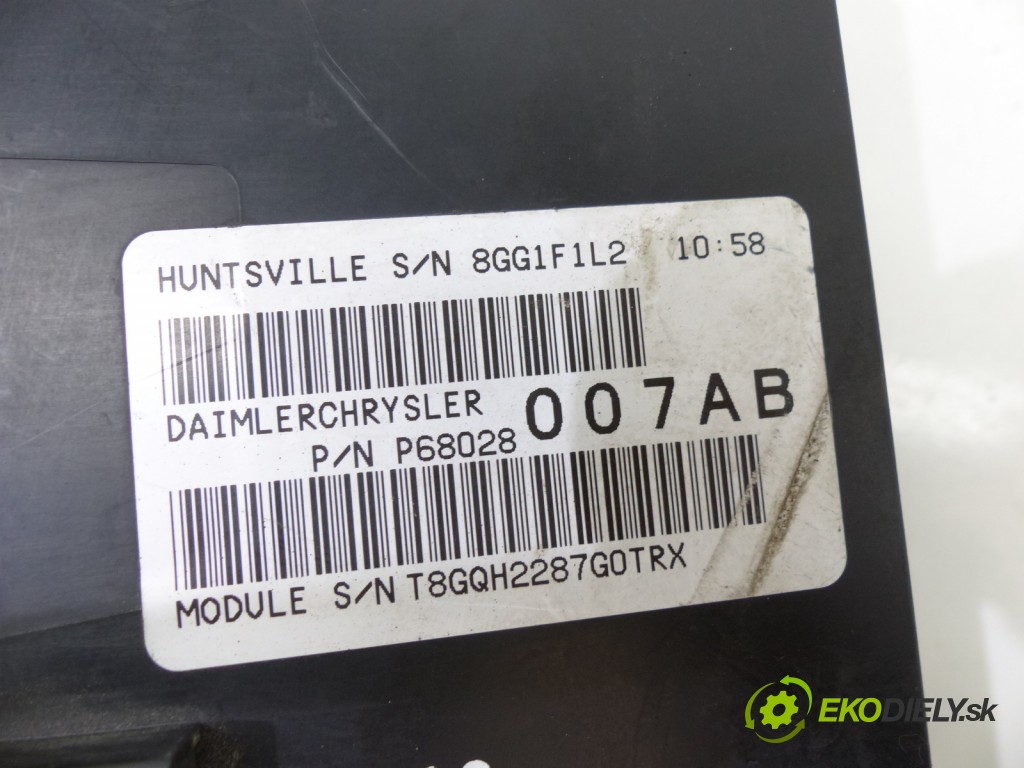 HUNTSVILLE S/N 8GG1F1L2 10:58
DAIMLERCHRYSLER
P/N P68028 007AB
MODULE S/N T8GQH2287G0TRX
EKODIELY.sk